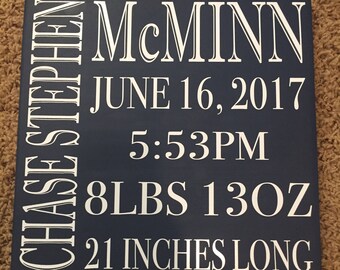 CHASE STEPHEN
McMINN
JUNE 16, 2017
5:53PM
8LBS 13OZ
21 INCHES LONG